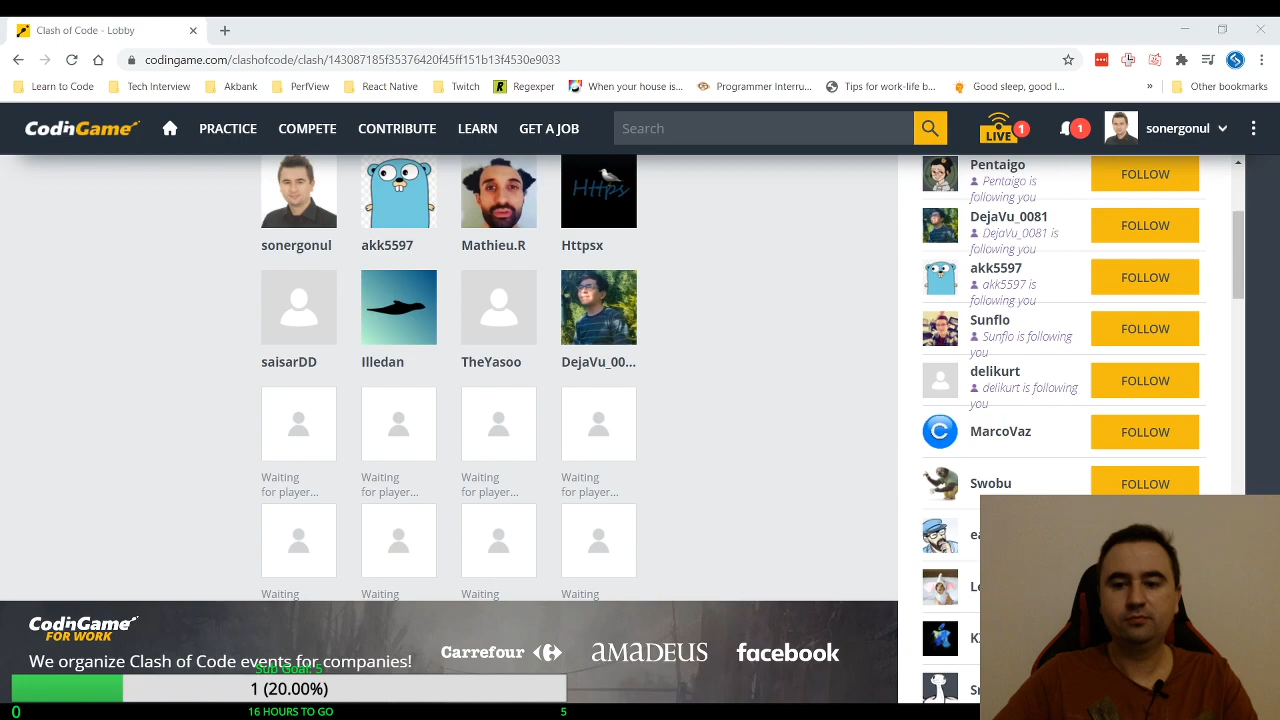 Clash of Code - Lobby
codingame.com/clashofcode/clash/143087185f35376420f45ff151b13f4530e9033
Learn to Code
Tech Interview
Akbank
PerfView
React Native
Twitch
Regexper
When your house is...
Programmer Interru...
Tips for work-life b...
Good sleep, good l...
»
Other bookmarks
CodinGame
PRACTICE
COMPETE
CONTRIBUTE
LEARN
GET A JOB
Search
LIVE
1
1
sonergonul
sonergonul
akk5597
Mathieu.R
Https
Httpsx
saisarDD
Illedan
TheYasoo
DejaVu_00...
Waiting
for player...
Waiting
for player...
Waiting
for player...
Waiting
for player...
Waiting
Waiting
Waiting
Waiting
Pentaigo
Pentaigo is
following you
FOLLOW
DejaVu_0081
DejaVu_0081 is
following you
FOLLOW
akk5597
akk5597 is
following you
FOLLOW
Sunflo
Sunflo is following
you
FOLLOW
delikurt
delikurt is following
you
FOLLOW
MarcoVaz
FOLLOW
Swobu
FOLLOW
CodinGame
FOR WORK
We organize Clash of Code events for companies!
Carrefour
AMADEUS
facebook
Sub Goal: 5
1 (20.00%)
0
16 HOURS TO GO
5